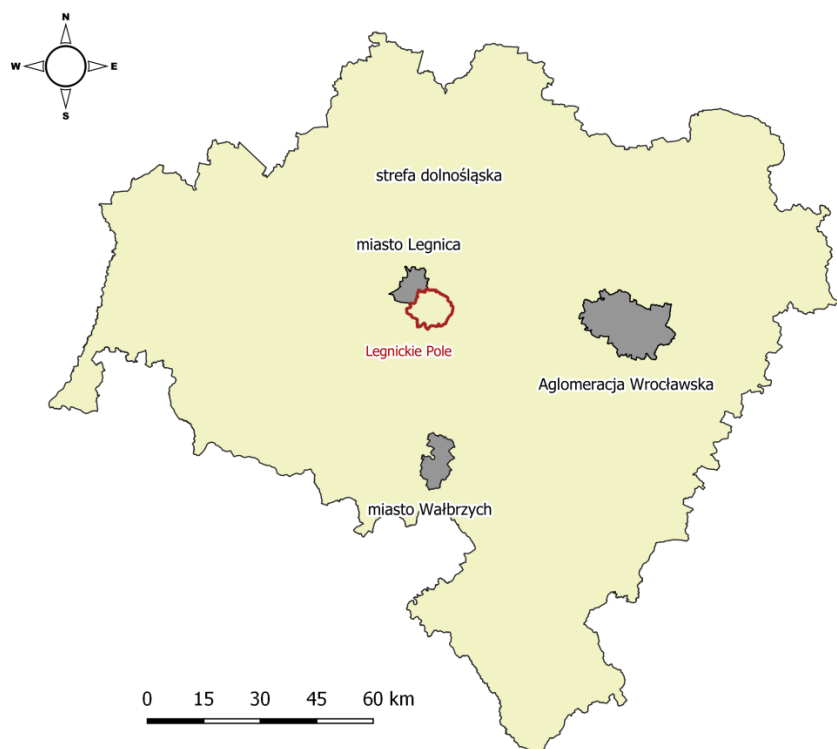 N
W E
S
strefa dolnośląska
miasto Legnica
Legnickie Pole
Aglomeracja Wrocławska
miasto Wałbrzych
0 15 30 45 60 km